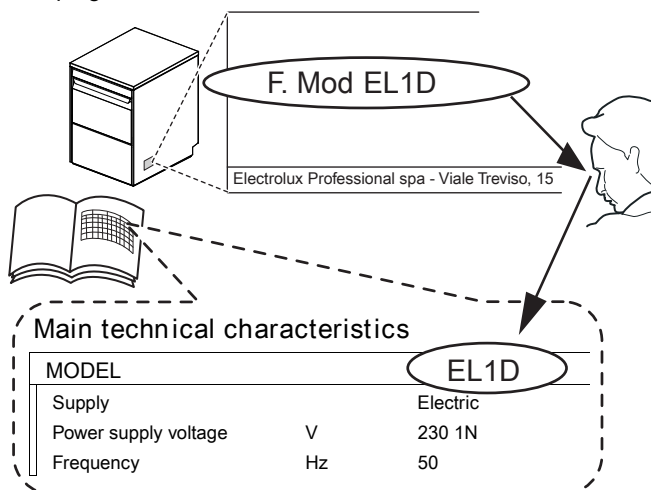 F. Mod EL1D
Electrolux Professional spa - Viale Treviso, 15
Main technical characteristics
MODEL EL1D
Supply Electric
Power supply voltage V 230 1N
Frequency Hz 50